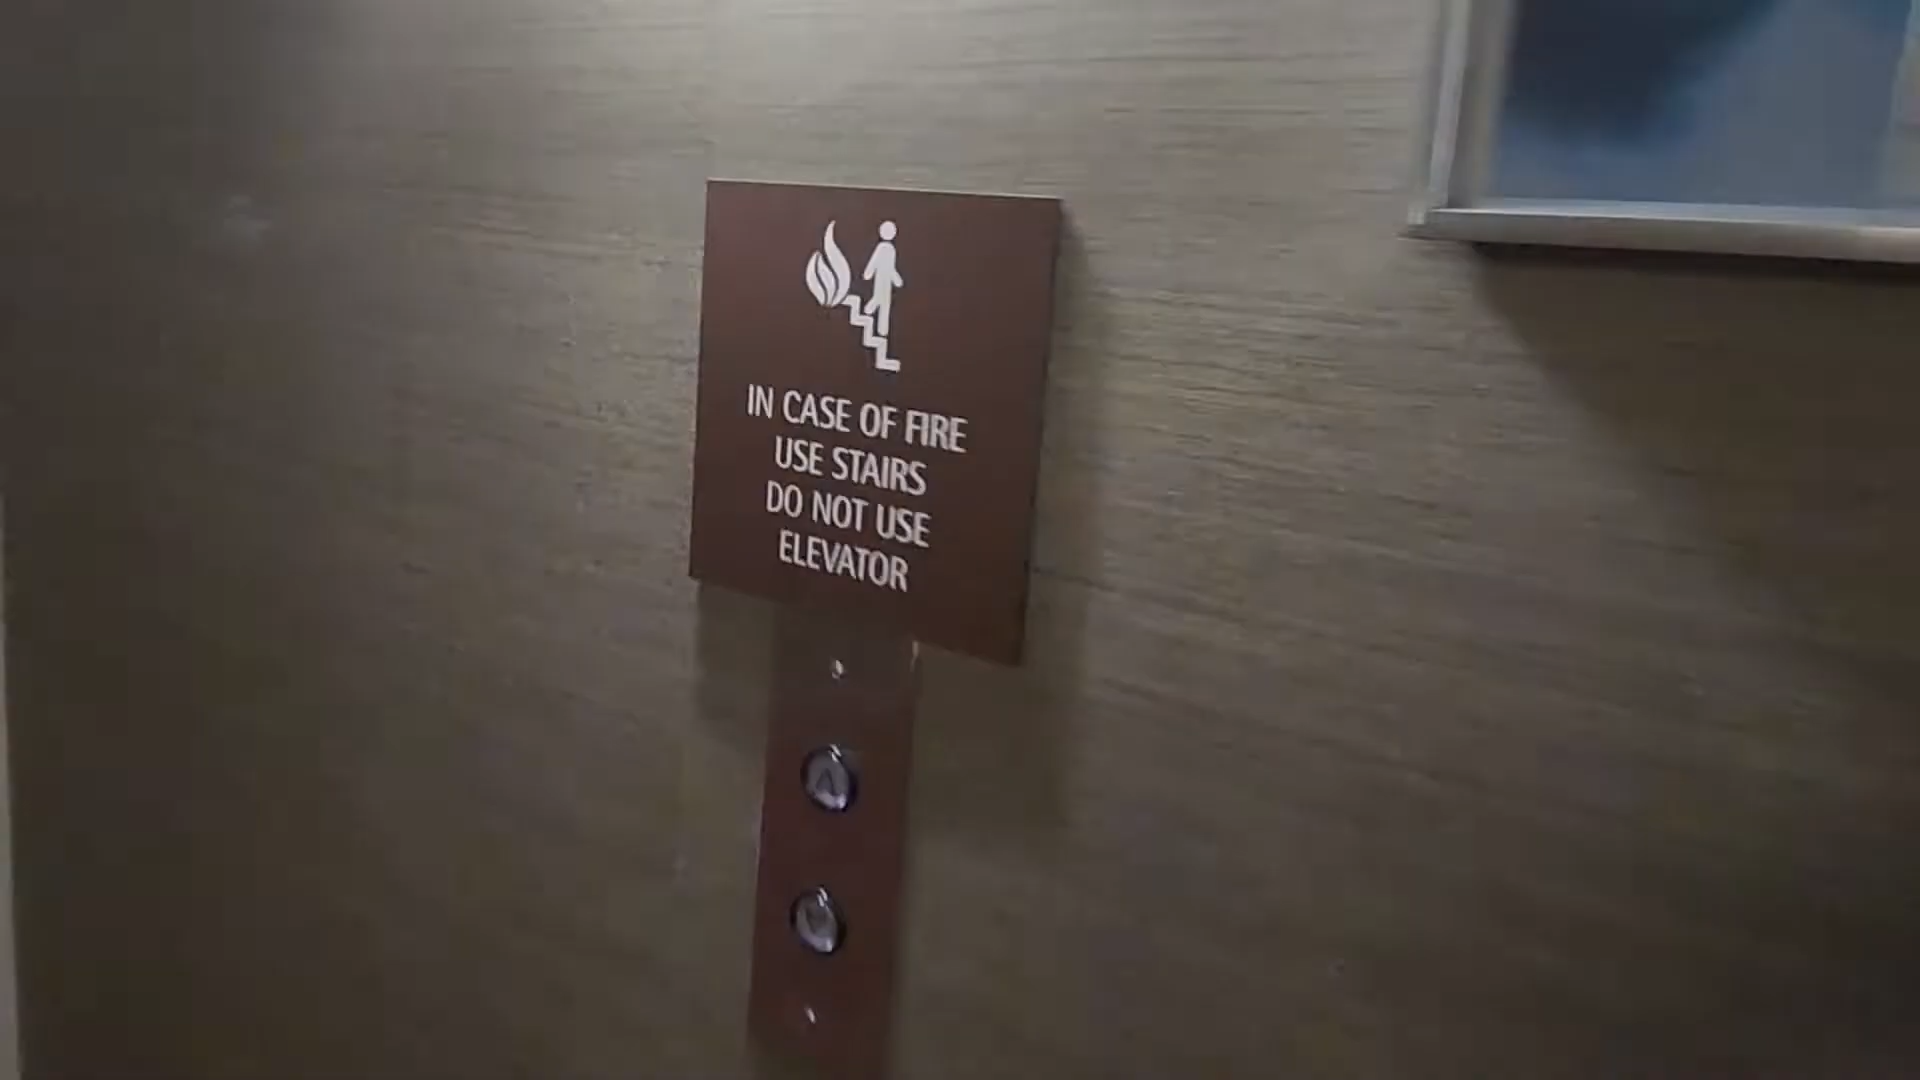 IN CASE OF FIRE
USE STAIRS
DO NOT USE
ELEVATOR